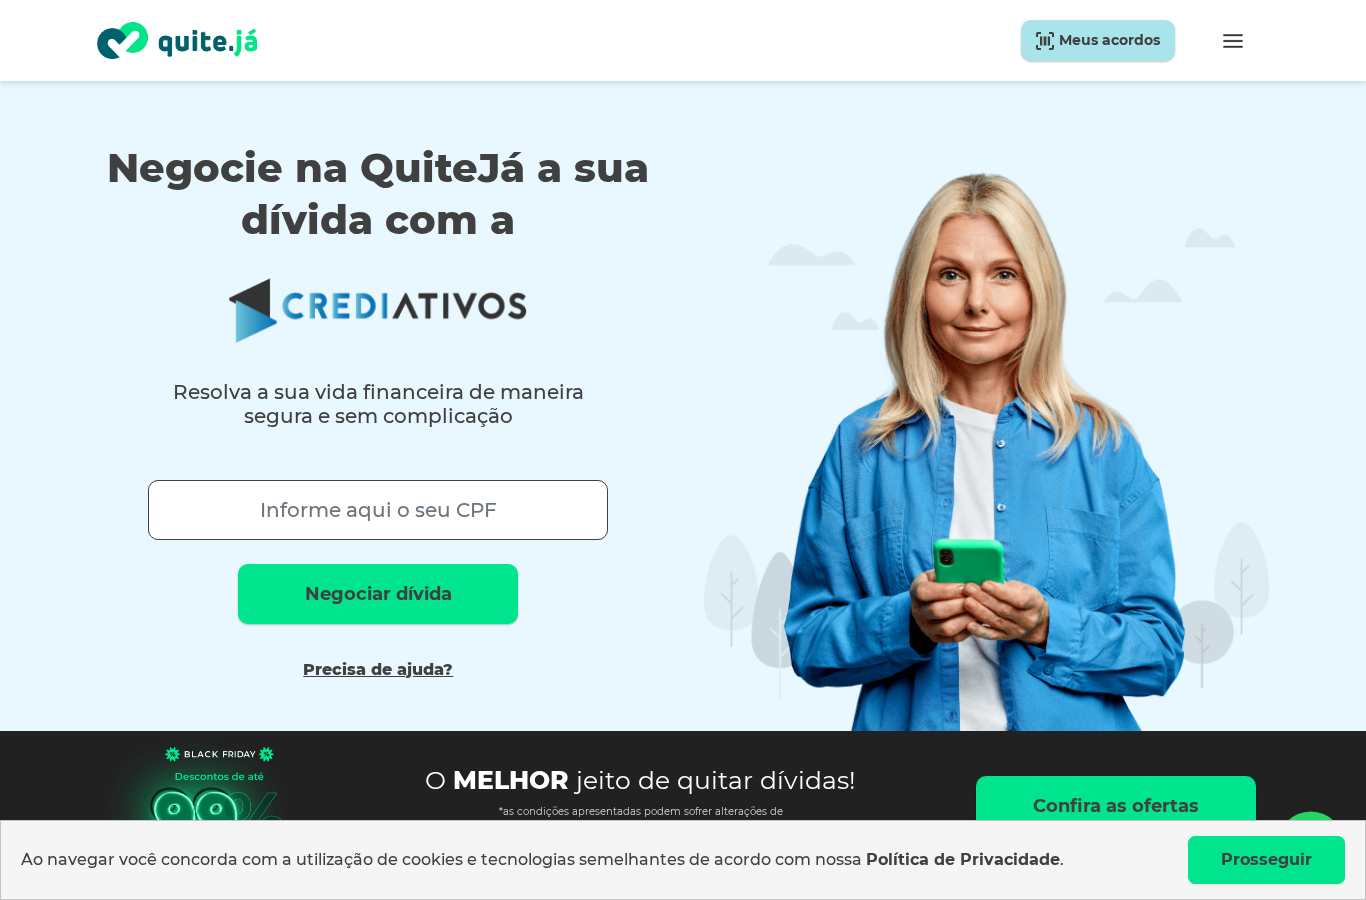 quite.já
Meus acordos
Negocie na QuiteJá a sua
dívida com a
CREDIATIVOS
Resolva a sua vida financeira de maneira
segura e sem complicação
Informe aqui o seu CPF
Negociar dívida
Precisa de ajuda?
BLACK FRIDAY
Descontos de até
99%
O MELHOR jeito de quitar dívidas!
*as condições apresentadas podem sofrer alterações de
Confira as ofertas
Ao navegar você concorda com a utilização de cookies e tecnologias semelhantes de acordo com nossa Política de Privacidade.
Prosseguir